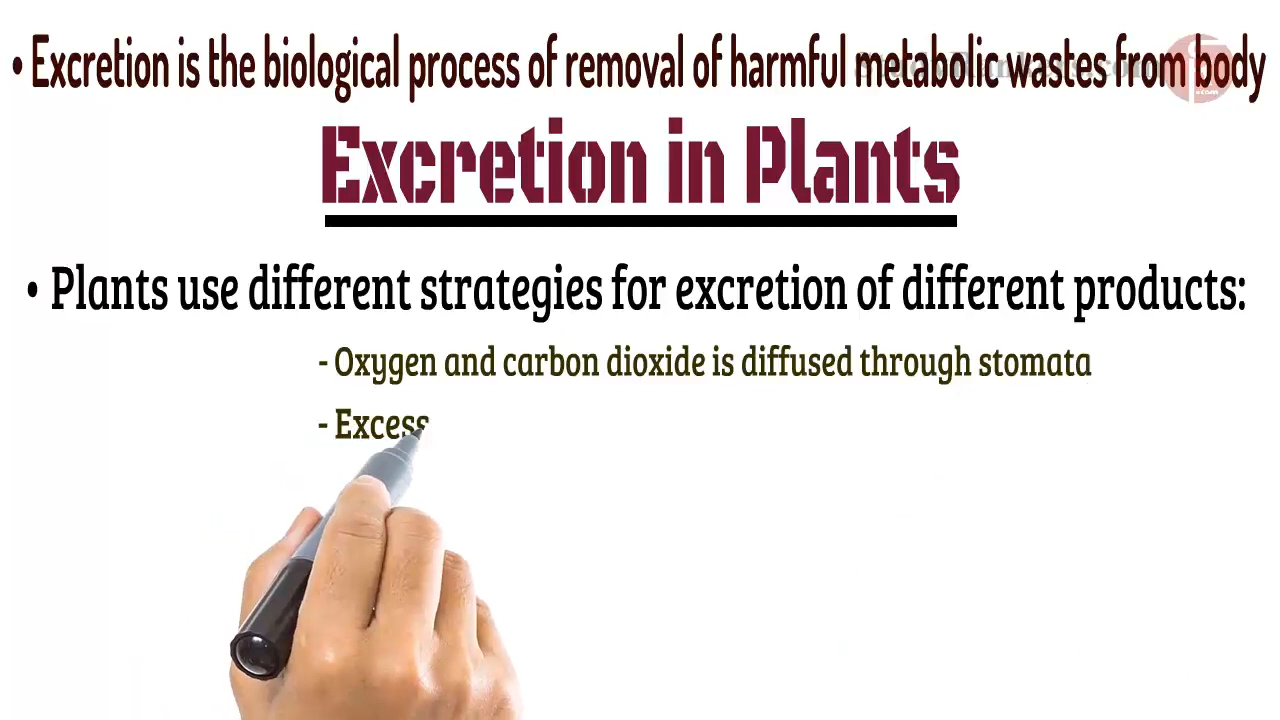 • Excretion is the biological process of removal of harmful metabolic wastes from body
Excretion in Plants
• Plants use different strategies for excretion of different products:
- Oxygen and carbon dioxide is diffused through stomata
- Excess